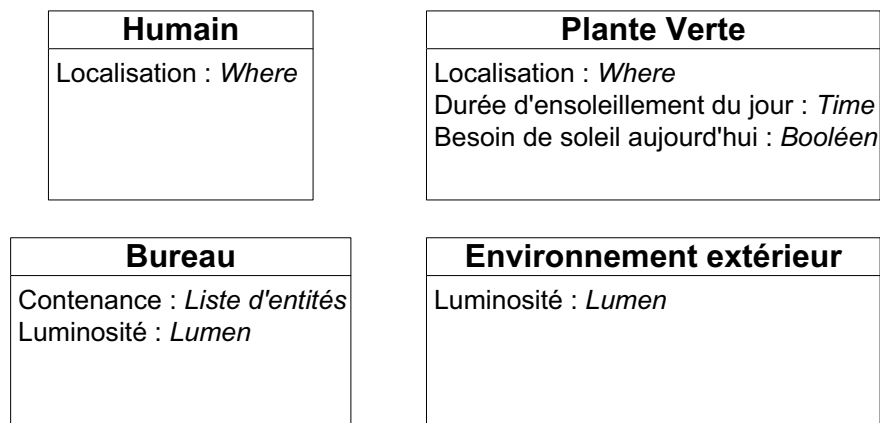 Humain
Localisation : Where
Plante Verte
Localisation : Where
Durée d'ensoleillement du jour : Time
Besoin de soleil aujourd'hui : Booléen
Bureau
Contenance : Liste d'entités
Luminosité : Lumen
Environnement extérieur
Luminosité : Lumen